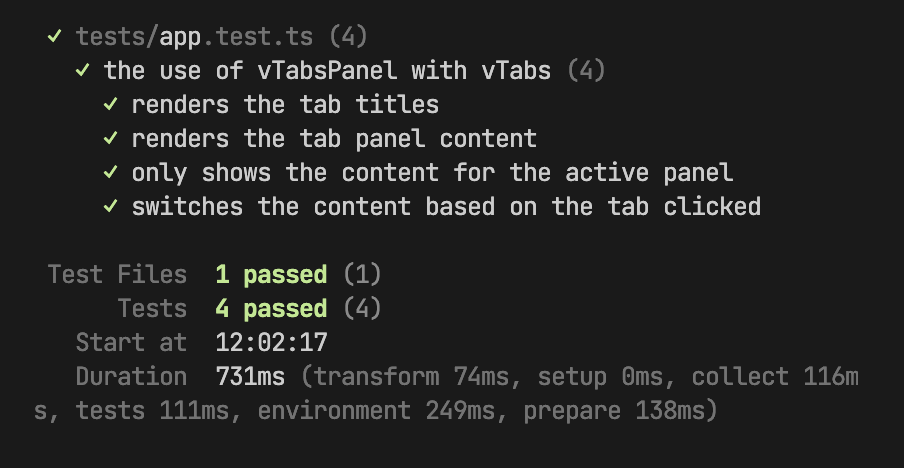 ✓ tests/app.test.ts (4)
✓ the use of vTabsPanel with vTabs (4)
✓ renders the tab titles
✓ renders the tab panel content
✓ only shows the content for the active panel
✓ switches the content based on the tab clicked
Test Files 1 passed (1)
Tests 4 passed (4)
Start at 12:02:17
Duration 731ms (transform 74ms, setup 0ms, collect 116m
s, tests 111ms, environment 249ms, prepare 138ms)